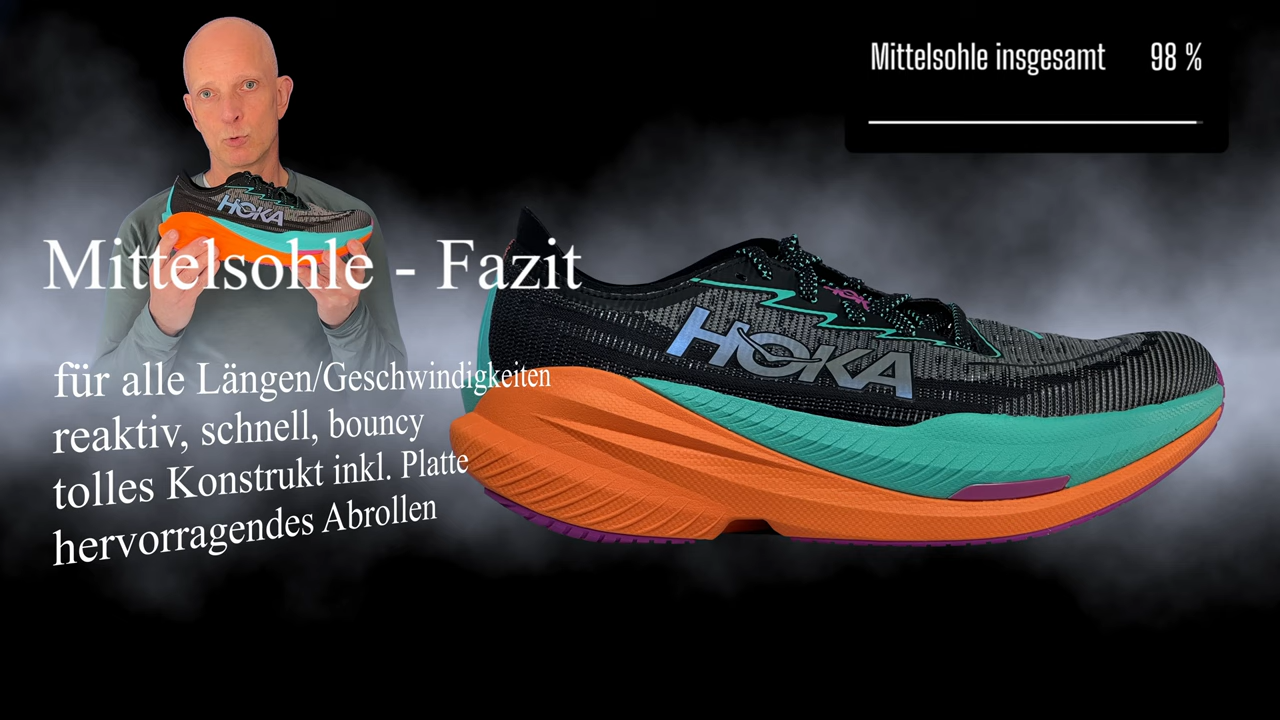 Mittelsohle insgesamt 98 %
HOKA
Mittelsohle - Fazit
für alle Längen/Geschwindigkeiten
reaktiv, schnell, bouncy
tolles Konstrukt inkl. Platte
hervorragendes Abrollen
HOKA
HOKA